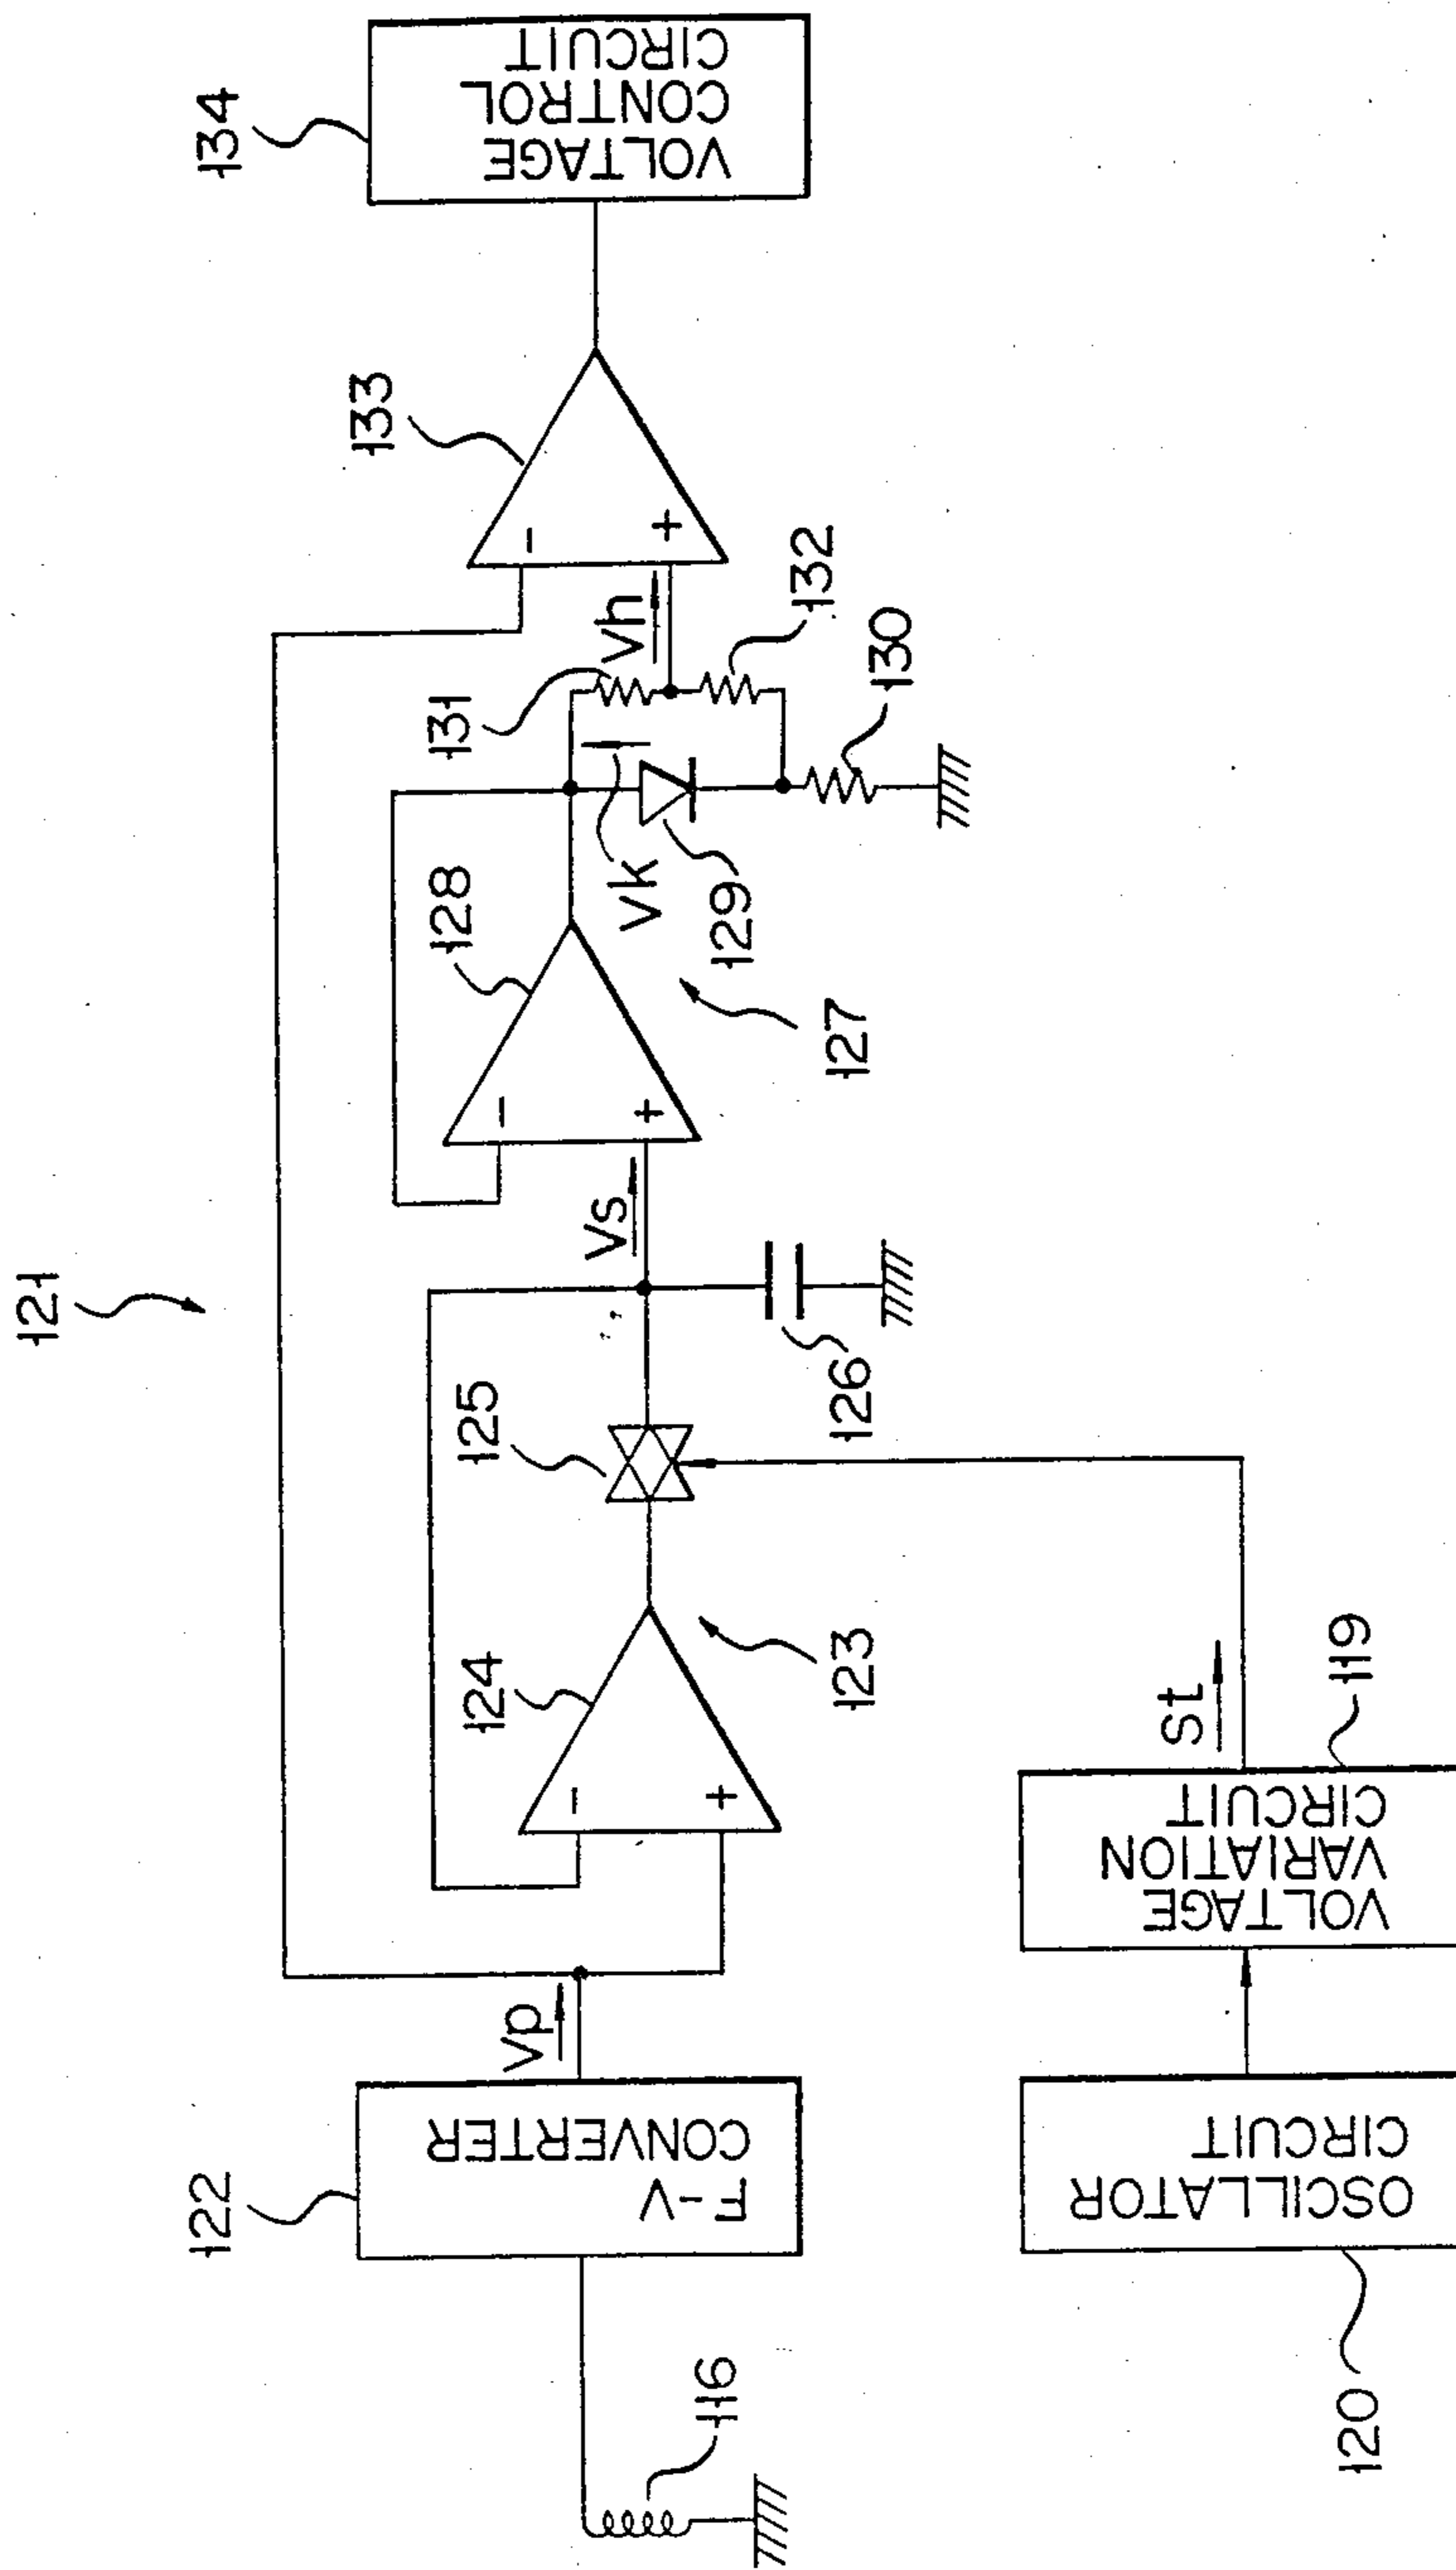 121
122
F-V
CONVERTER
Vp
116
124
123
-
+
125
126
Vs
128
127
-
+
Vk
129
131
Vh
132
130
133
-
+
134
VOLTAGE
CONTROL
CIRCUIT
120
OSCILLATOR
CIRCUIT
119
VOLTAGE
VARIATION
CIRCUIT
St